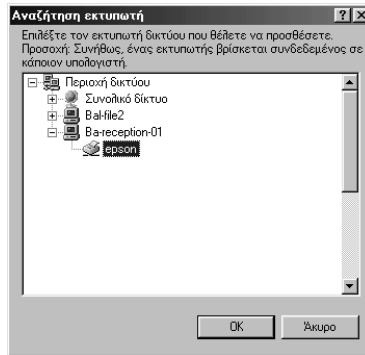 Αναζήτηση εκτυπωτή
Επιλέξτε τον εκτυπωτή δικτύου που θέλετε να προσθέσετε.
Προσοχή: Συνήθως, ένας εκτυπωτής βρίσκεται συνδεδεμένος σε
κάποιον υπολογιστή.
Περιοχή δικτύου
Συνολικό δίκτυο
Bal-file2
Ba-reception-01
epson
OK
Άκυρο